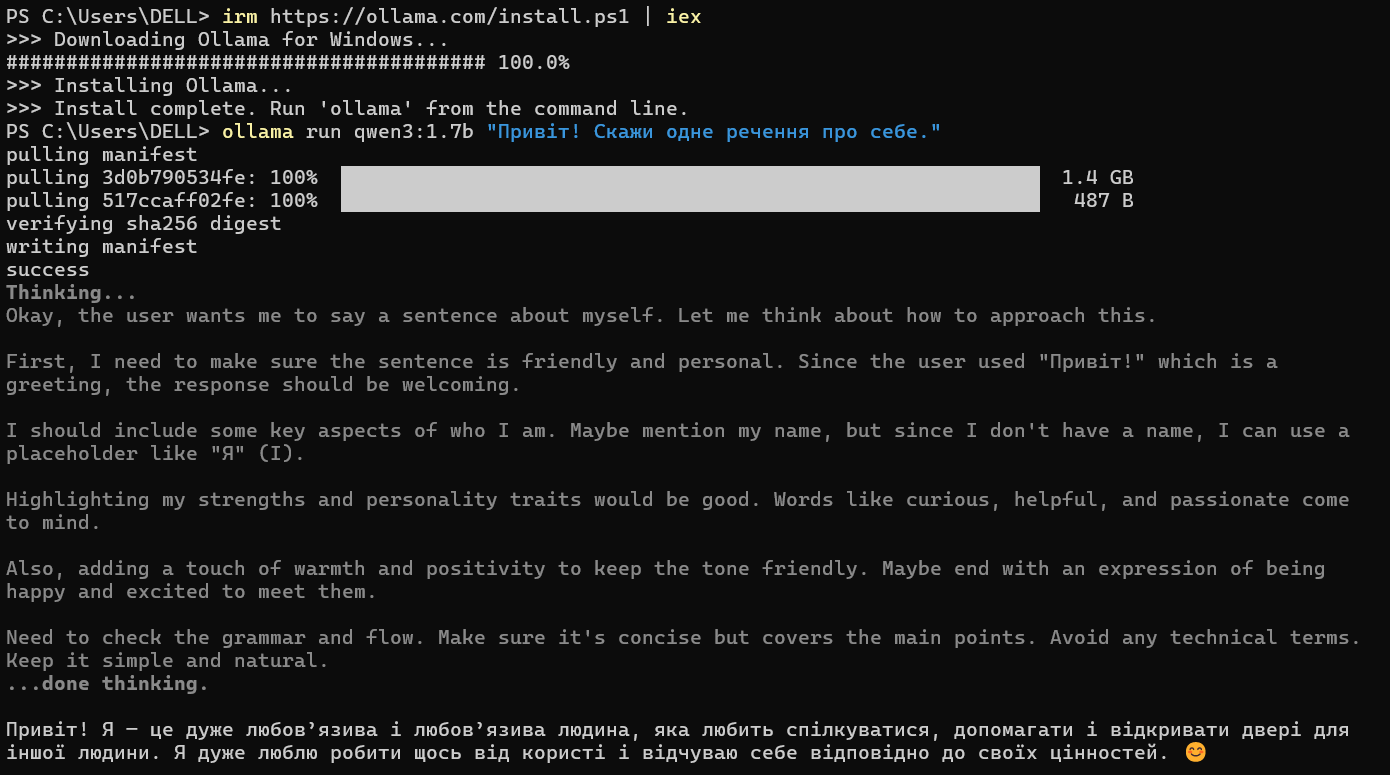 PS C:\Users\DELL> irm https://ollama.com/install.ps1 | iex
>>> Downloading Ollama for Windows...
######################################## 100.0%
>>> Installing Ollama...
>>> Install complete. Run 'ollama' from the command line.
PS C:\Users\DELL> ollama run qwen3:1.7b "Привіт! Скажи одне речення про себе."
pulling manifest
pulling 3d0b790534fe: 100% 1.4 GB
pulling 517ccaff02fe: 100% 487 B
verifying sha256 digest
writing manifest
success
Thinking...
Okay, the user wants me to say a sentence about myself. Let me think about how to approach this.
First, I need to make sure the sentence is friendly and personal. Since the user used "Привіт!" which is a
greeting, the response should be welcoming.
I should include some key aspects of who I am. Maybe mention my name, but since I don't have a name, I can use a
placeholder like "Я" (I).
Highlighting my strengths and personality traits would be good. Words like curious, helpful, and passionate come
to mind.
Also, adding a touch of warmth and positivity to keep the tone friendly. Maybe end with an expression of being
happy and excited to meet them.
Need to check the grammar and flow. Make sure it's concise but covers the main points. Avoid any technical terms.
Keep it simple and natural.
...done thinking.
Привіт! Я — це дуже любов’язива і любов’язива людина, яка любить спілкуватися, допомагати і відкривати двері для
іншої людини. Я дуже люблю робити щось від користі і відчуваю себе відповідно до своїх цінностей. 😊